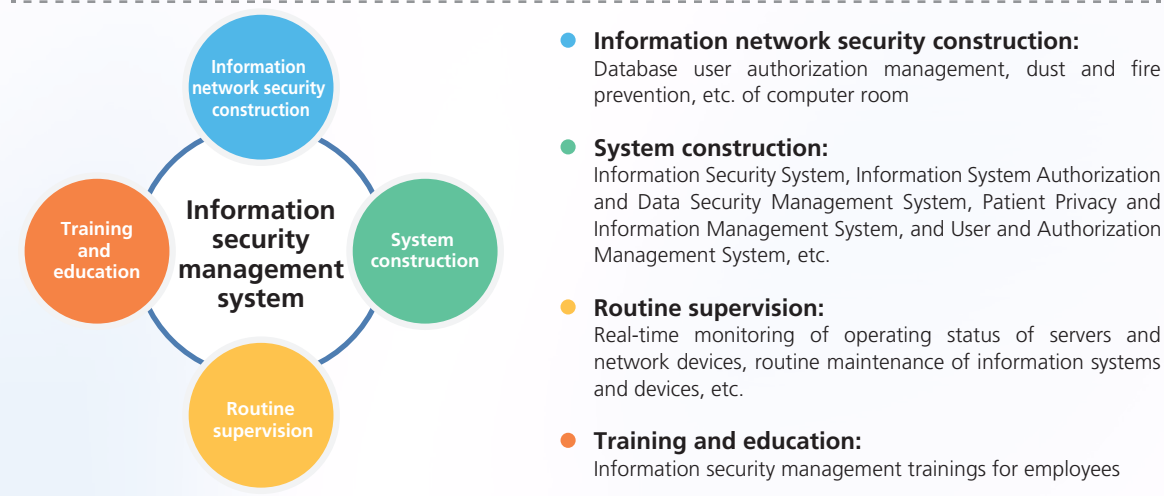 Information
network security
construction
Training
and
education
Information
security
management
system
System
construction
Routine
supervision
Information network security construction:
Database user authorization management, dust and fire
prevention, etc. of computer room
System construction:
Information Security System, Information System Authorization
and Data Security Management System, Patient Privacy and
Information Management System, and User and Authorization
Management System, etc.
Routine supervision:
Real-time monitoring of operating status of servers and
network devices, routine maintenance of information systems
and devices, etc.
Training and education:
Information security management trainings for employees